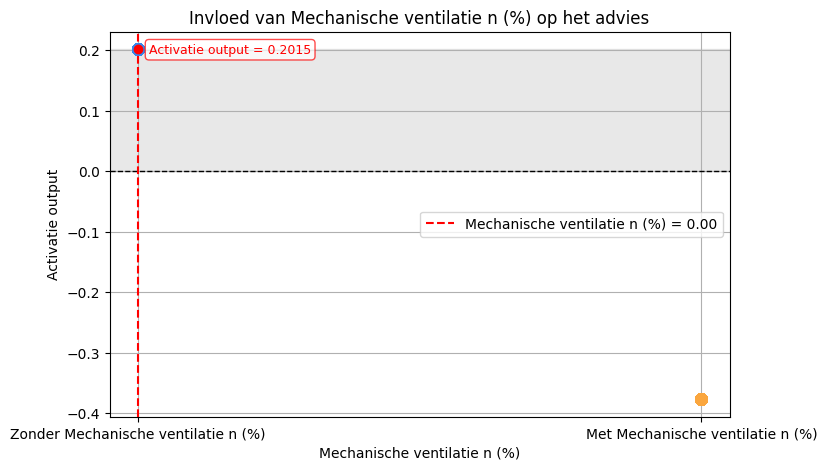 Invloed van Mechanische ventilatie n (%) op het advies
0.2
Activatie output = 0.2015
0.1
0.0
Activatie output
Mechanische ventilatie n (%) = 0.00
−0.1
−0.2
−0.3
−0.4
Zonder Mechanische ventilatie n (%)
Met Mechanische ventilatie n (%)
Mechanische ventilatie n (%)